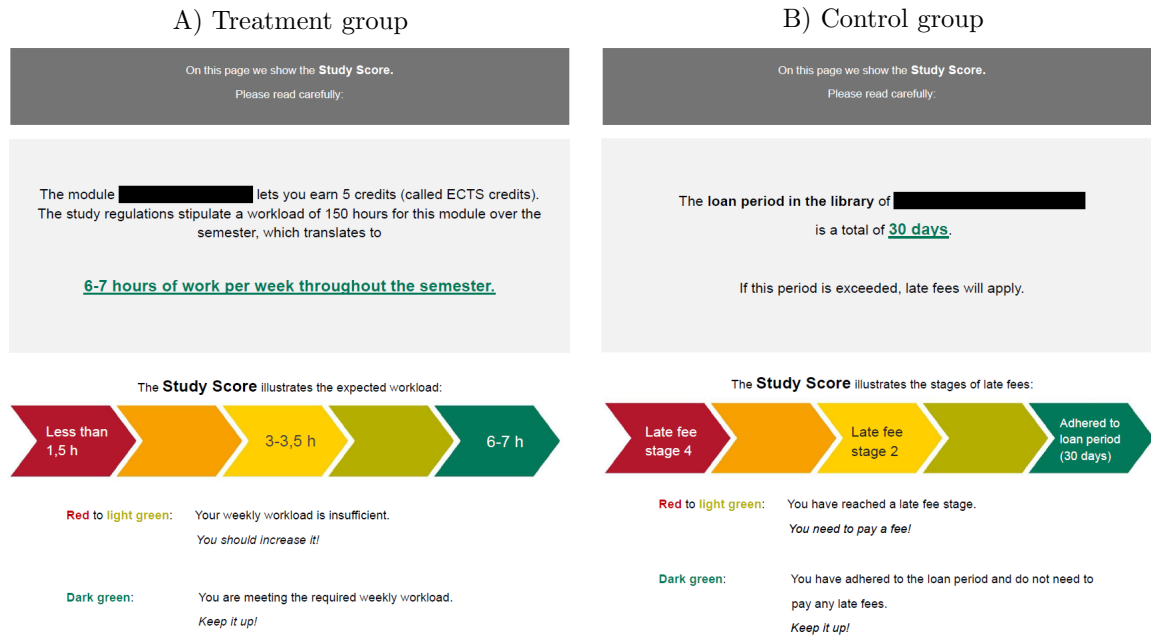 A) Treatment group
On this page we show the Study Score.
Please read carefully:
The module lets you earn 5 credits (called ECTS credits).
The study regulations stipulate a workload of 150 hours for this module over the
semester, which translates to
6-7 hours of work per week throughout the semester.
The Study Score illustrates the expected workload:
Less than
1,5 h
3-3,5 h
6-7 h
Red to light green: Your weekly workload is insufficient.
You should increase it!
Dark green: You are meeting the required weekly workload.
Keep it up!
B) Control group
On this page we show the Study Score.
Please read carefully:
The loan period in the library of
is a total of 30 days.
If this period is exceeded, late fees will apply.
The Study Score illustrates the stages of late fees:
Late fee
stage 4
Late fee
stage 2
Adhered to
loan period
(30 days)
Red to light green: You have reached a late fee stage.
You need to pay a fee!
Dark green: You have adhered to the loan period and do not need to
pay any late fees.
Keep it up!